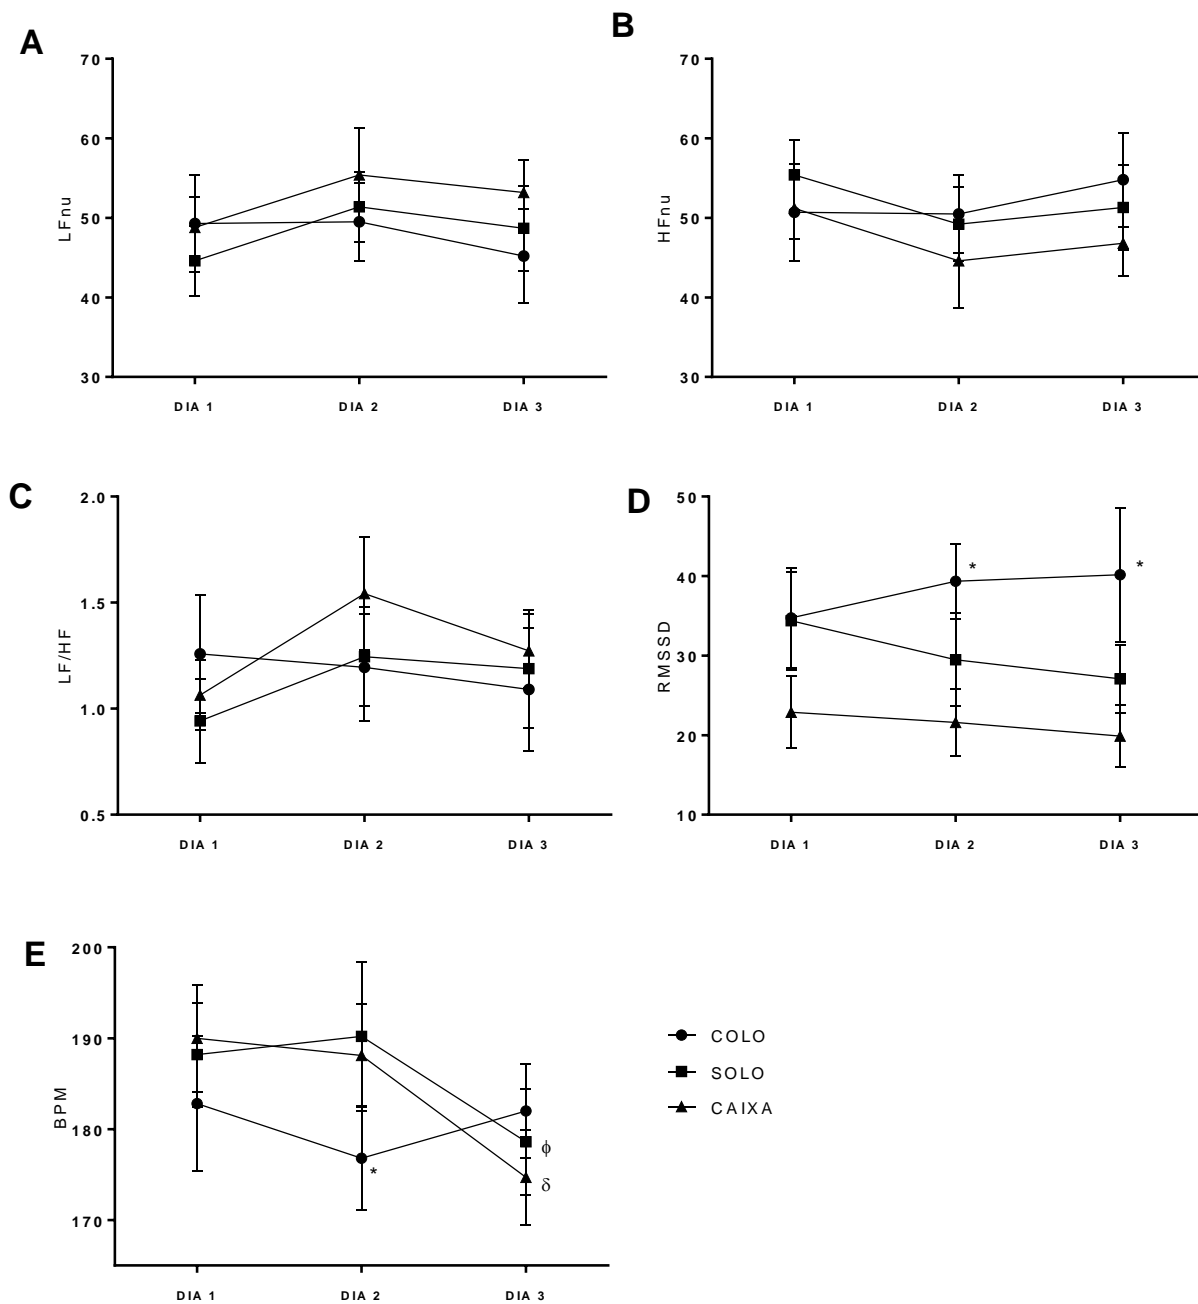 A
LFnu
70
60
50
40
30
DIA 1 DIA 2 DIA 3
B
HFnu
70
60
50
40
30
DIA 1 DIA 2 DIA 3
C
LF/HF
2.0
1.5
1.0
0.5
DIA 1 DIA 2 DIA 3
D
RMSSD
50
40
30
20
10
* *
DIA 1 DIA 2 DIA 3
E
BPM
200
190
180
170
*
ϕ
δ
DIA 1 DIA 2 DIA 3
COLO
SOLO
CAIXA